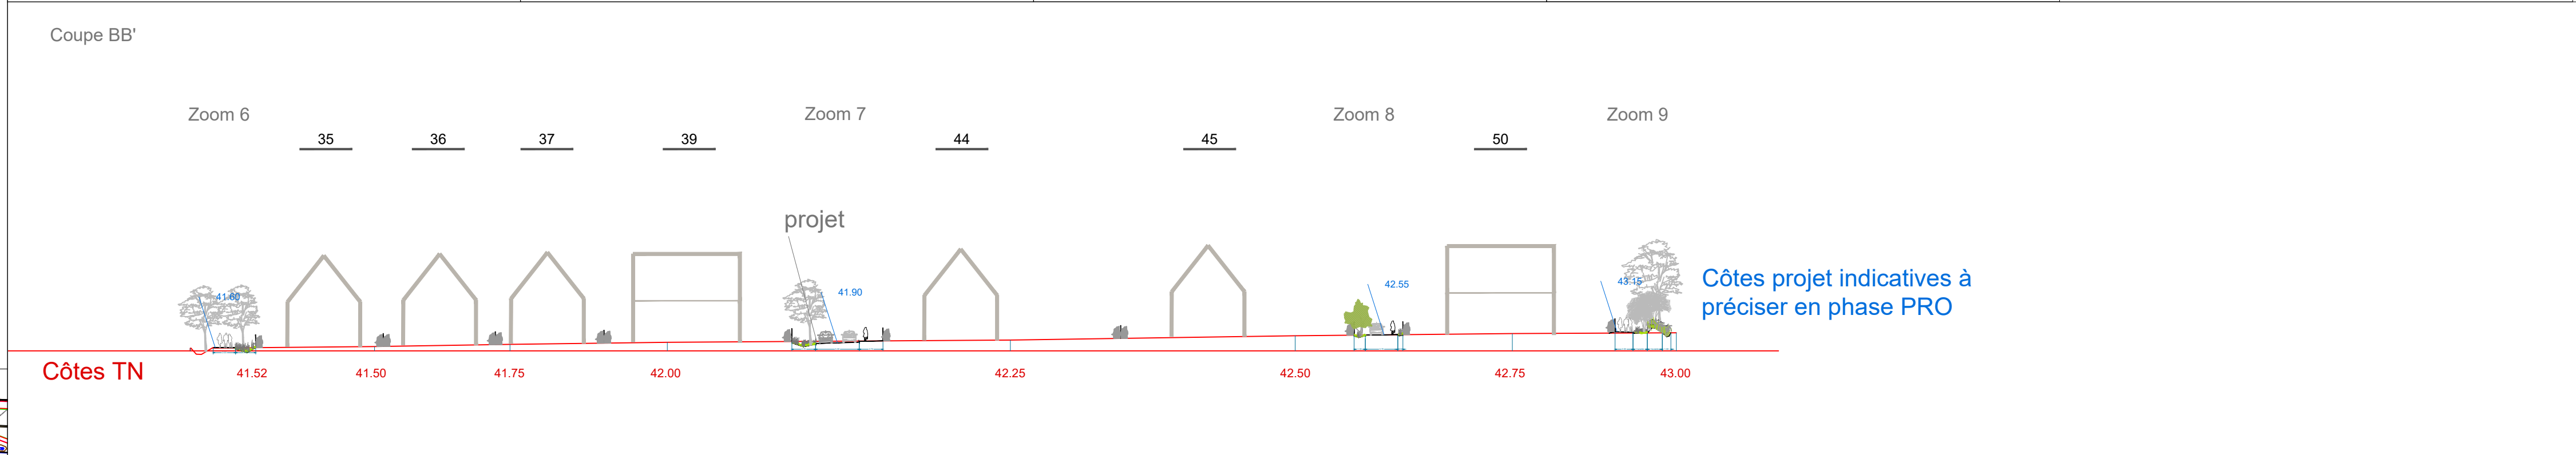 Coupe BB'
Zoom 6
Zoom 7
Zoom 8
Zoom 9
35
36
37
39
44
45
50
projet
41.60
41.90
42.55
43.15
Côtes projet indicatives à
préciser en phase PRO
Côtes TN
41.52
41.50
41.75
42.00
42.25
42.50
42.75
43.00